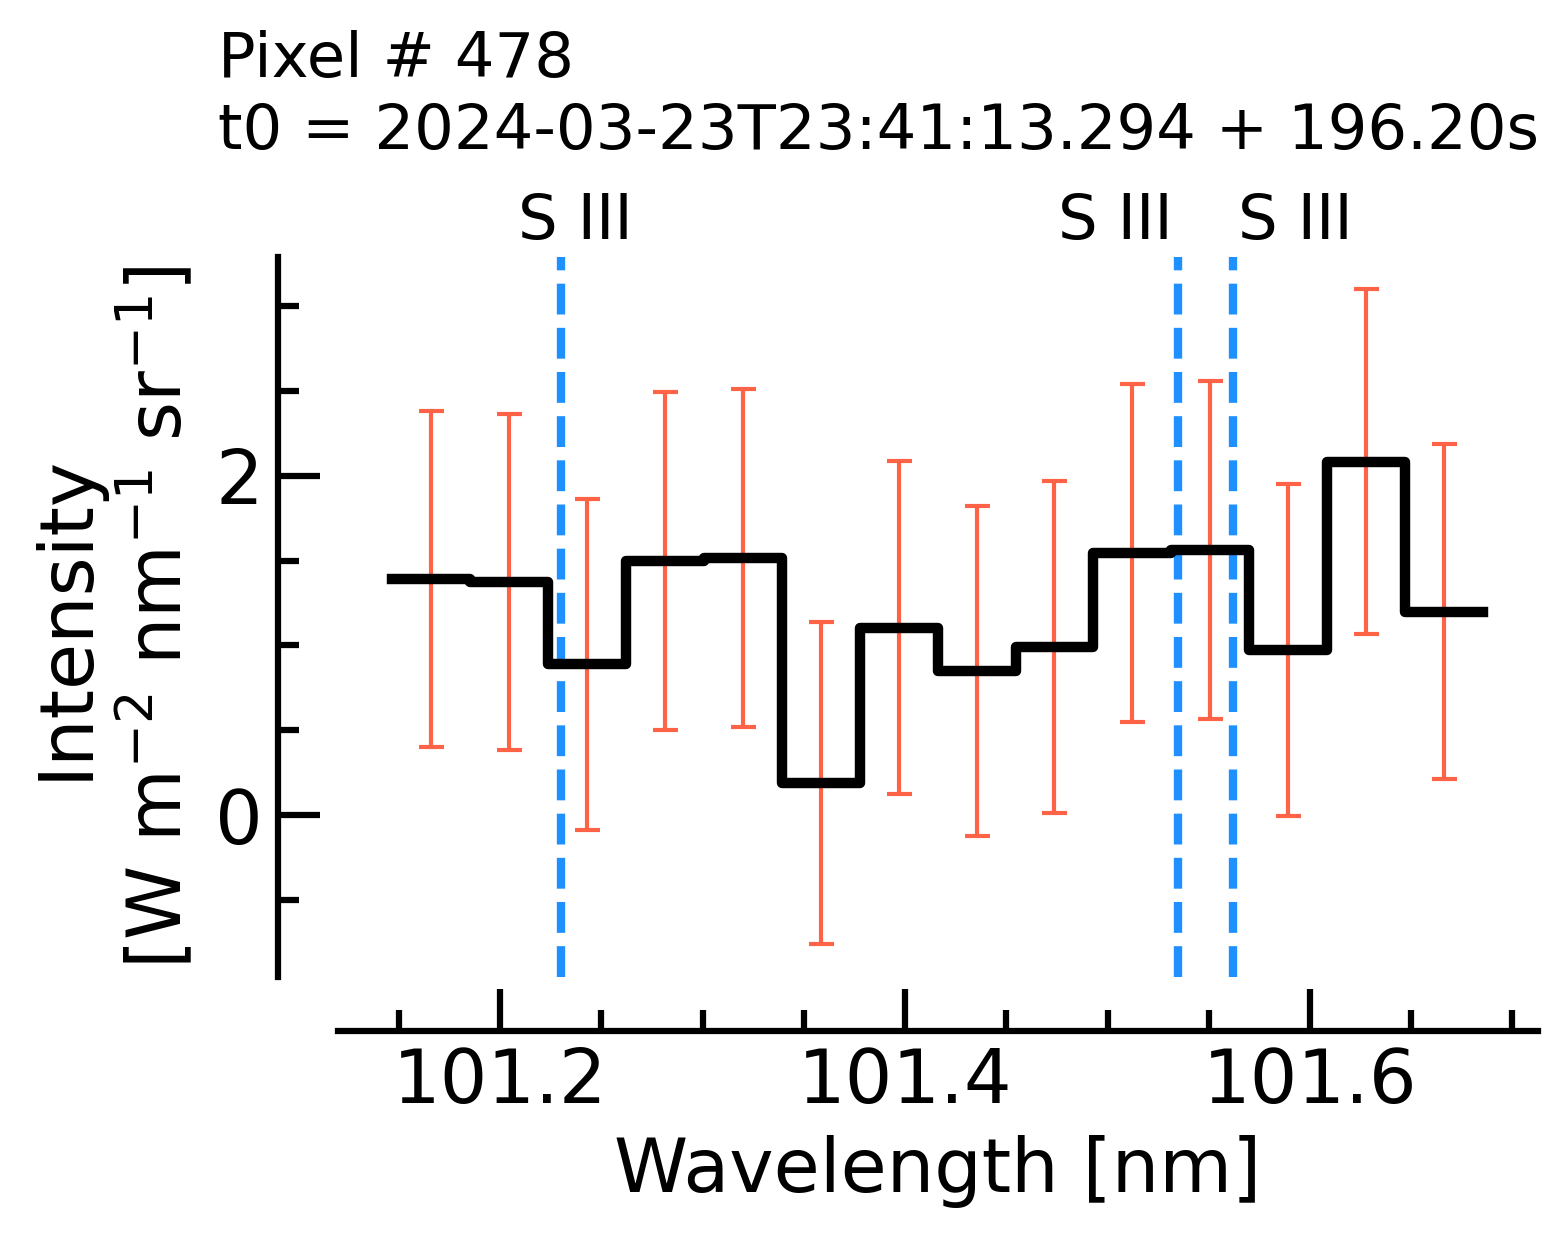 Pixel # 478
t0 = 2024-03-23T23:41:13.294 + 196.20s
S III S III S III
Intensity
[W m⁻² nm⁻¹ sr⁻¹]
2
0
101.2 101.4 101.6
Wavelength [nm]